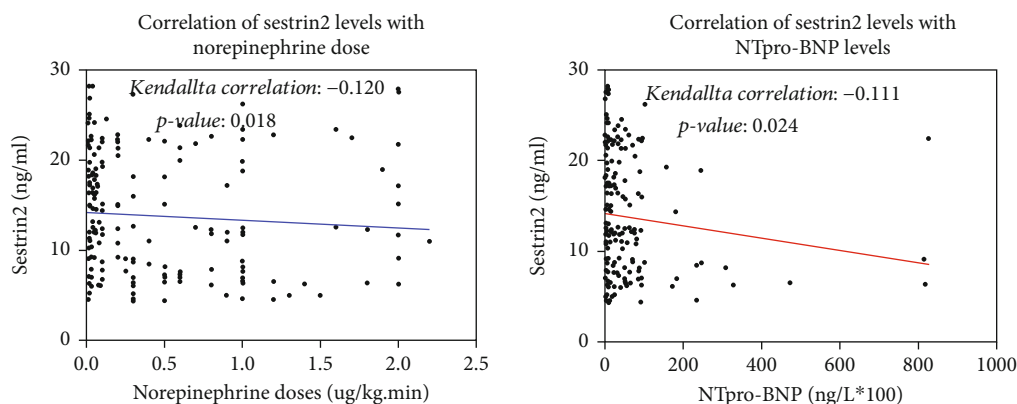 Correlation of sestrin2 levels with
norepinephrine dose
Kendallta correlation: −0.120
p-value: 0.018
30
20
10
0
Sestrin2 (ng/ml)
0.0 0.5 1.0 1.5 2.0 2.5
Norepinephrine doses (ug/kg.min)
Correlation of sestrin2 levels with
NTpro-BNP levels
Kendallta correlation: −0.111
p-value: 0.024
30
20
10
0
Sestrin2 (ng/ml)
0 200 400 600 800 1000
NTpro-BNP (ng/L*100)